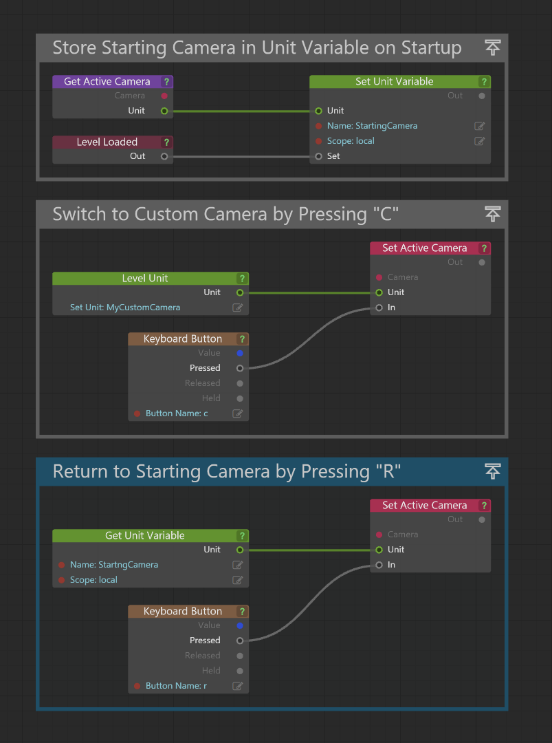 Store Starting Camera in Unit Variable on Startup
Get Active Camera ?
Camera
Unit
Level Loaded
Out
Set Unit Variable ?
Out
Unit
Name: StartingCamera
Scope: local
Set
Switch to Custom Camera by Pressing "C"
Set Active Camera ?
Out
Camera
Unit
In
Level Unit ?
Unit
Set Unit: MyCustomCamera
Keyboard Button ?
Value
Pressed
Released
Held
Button Name: c
Return to Starting Camera by Pressing "R"
Set Active Camera ?
Out
Camera
Unit
In
Get Unit Variable ?
Unit
Name: StartngCamera
Scope: local
Keyboard Button ?
Value
Pressed
Released
Held
Button Name: r